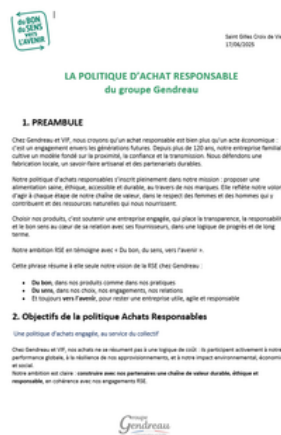 du BON
du SENS
vers
L'AVENIR
Saint Gilles Croix de Vie
17/06/2025
LA POLITIQUE D'ACHAT RESPONSABLE
du groupe Gendreau
1. PREAMBULE
Chez Gendreau et VIF, nous croyons qu'un achat responsable est bien plus qu'un acte économique :
c'est un engagement envers les générations futures. Depuis plus de 120 ans, notre entreprise familiale
cultive un modèle fondé sur la proximité, la confiance et la transmission. Nous défendons une
fabrication locale, un savoir-faire artisanal et des partenariats durables.
Notre politique d'achats responsables s'inscrit pleinement dans notre mission : proposer une
alimentation saine, éthique, accessible et durable, au travers de nos marques. Elle reflète notre volonté
d'agir à chaque étape de notre chaîne de valeur, dans le respect des femmes et des hommes qui y
contribuent et des ressources naturelles qui nous nourrissent.
Choisir nos produits, c'est soutenir une entreprise engagée, qui place la transparence, la responsabilité
et le bon sens au cœur de sa relation avec ses fournisseurs, dans une logique de progrès et de long
terme.
Notre ambition RSE en témoigne avec « Du bon, du sens, vers l'avenir ».
Cette phrase résume à elle seule notre vision de la RSE chez Gendreau :
• Du bon, dans nos produits comme dans nos pratiques
• Du sens, dans nos choix, nos engagements, nos relations
• Et toujours vers l'avenir, pour rester une entreprise utile, agile et responsable
2. Objectifs de la politique Achats Responsables
Une politique d'achats engagée, au service du collectif
Chez Gendreau et VIF, nos achats ne se résument pas à une logique de coût : ils participent activement à notre
performance globale, à la résilience de nos approvisionnements, et à notre impact environnemental, économique
et social.
Notre ambition est claire : construire avec nos partenaires une chaîne de valeur durable, éthique et
responsable, en cohérence avec nos engagements RSE.
Groupe
Gendreau